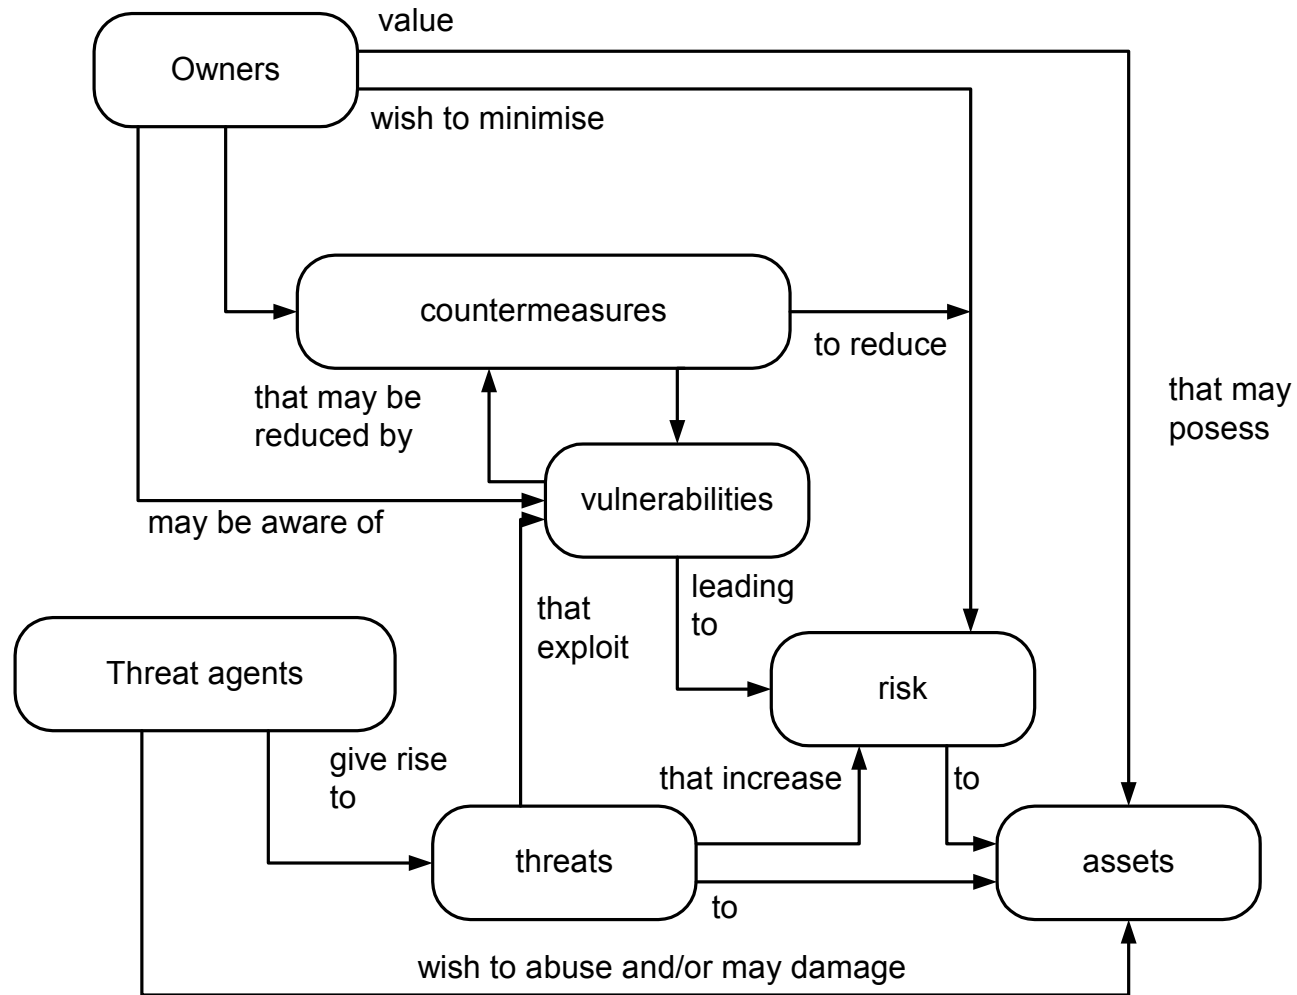 value
Owners
wish to minimise
countermeasures
to reduce
that may be
reduced by
that may
posess
vulnerabilities
may be aware of
leading
to
that
exploit
Threat agents
risk
give rise
to
that increase
to
threats
assets
to
wish to abuse and/or may damage